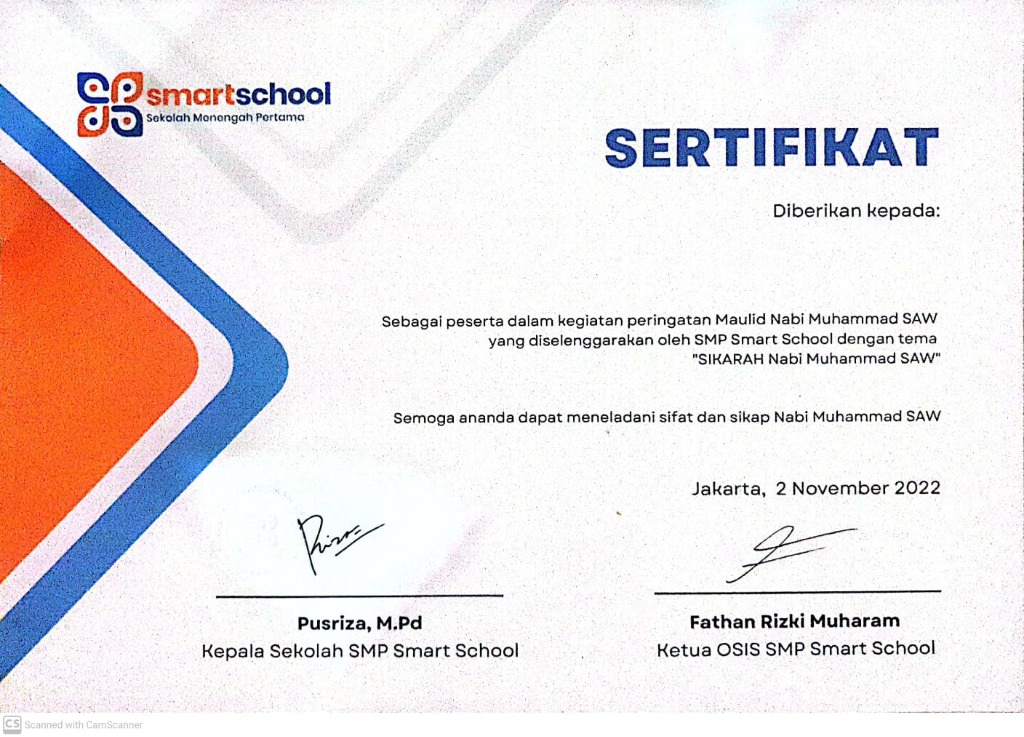 smartschool
Sekolah Menengah Pertama
SERTIFIKAT
Diberikan kepada:
Sebagai peserta dalam kegiatan peringatan Maulid Nabi Muhammad SAW
yang diselenggarakan oleh SMP Smart School dengan tema
"SIKARAH Nabi Muhammad SAW"
Semoga ananda dapat meneladani sifat dan sikap Nabi Muhammad SAW
Jakarta, 2 November 2022
Pusriza, M.Pd
Kepala Sekolah SMP Smart School
Fathan Rizki Muharam
Ketua OSIS SMP Smart School
CS Scanned with CamScanner